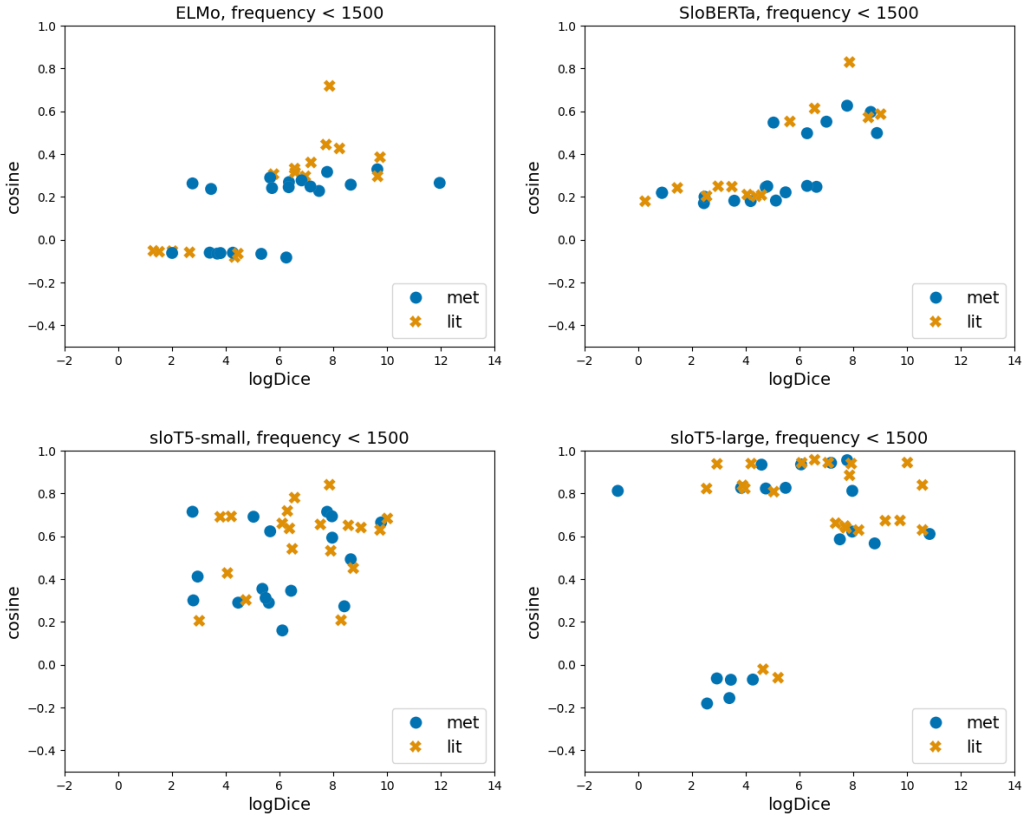 ELMo, frequency < 1500
1.0
0.8
0.6
0.4
0.2
0.0
−0.2
−0.4
cosine
−2 0 2 4 6 8 10 12 14
logDice
met
lit
SloBERTa, frequency < 1500
1.0
0.8
0.6
0.4
0.2
0.0
−0.2
−0.4
cosine
−2 0 2 4 6 8 10 12 14
logDice
met
lit
sloT5-small, frequency < 1500
1.0
0.8
0.6
0.4
0.2
0.0
−0.2
−0.4
cosine
−2 0 2 4 6 8 10 12 14
logDice
met
lit
sloT5-large, frequency < 1500
1.0
0.8
0.6
0.4
0.2
0.0
−0.2
−0.4
cosine
−2 0 2 4 6 8 10 12 14
logDice
met
lit